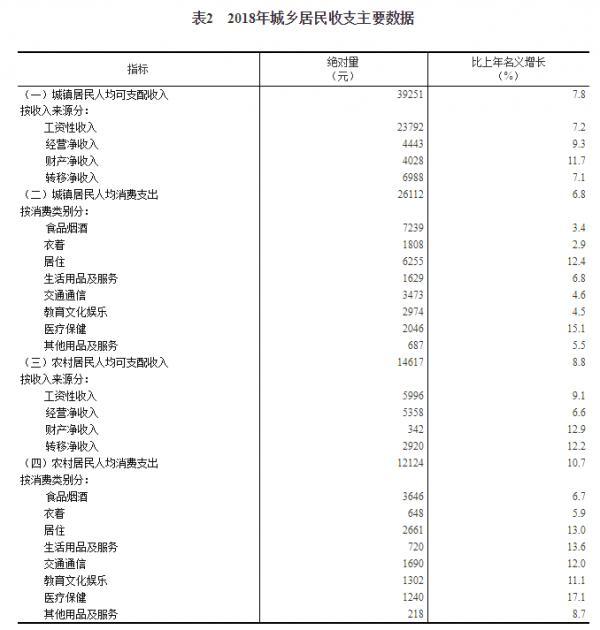 表2 2018年城乡居民收支主要数据
指标 绝对量（元） 比上年名义增长（%）
（一）城镇居民人均可支配收入 39251 7.8
按收入来源分：
工资性收入 23792 7.2
经营净收入 4443 9.3
财产净收入 4028 11.7
转移净收入 6988 7.1
（二）城镇居民人均消费支出 26112 6.8
按消费类别分：
食品烟酒 7239 3.4
衣着 1808 2.9
居住 6255 12.4
生活用品及服务 1629 6.8
交通通信 3473 4.6
教育文化娱乐 2974 4.5
医疗保健 2046 15.1
其他用品及服务 687 5.5
（三）农村居民人均可支配收入 14617 8.8
按收入来源分：
工资性收入 5996 9.1
经营净收入 5358 6.6
财产净收入 342 12.9
转移净收入 2920 12.2
（四）农村居民人均消费支出 12124 10.7
按消费类别分：
食品烟酒 3646 6.7
衣着 648 5.9
居住 2661 13.0
生活用品及服务 720 13.6
交通通信 1690 12.0
教育文化娱乐 1302 11.1
医疗保健 1240 17.1
其他用品及服务 218 8.7